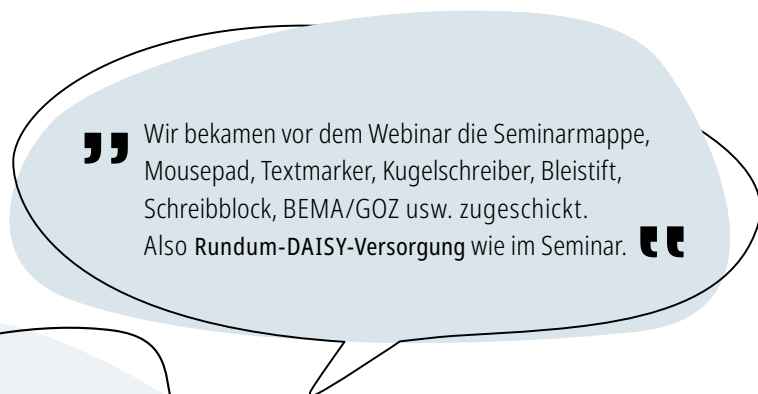 „ Wir bekamen vor dem Webinar die Seminarmappe,
Mousepad, Textmarker, Kugelschreiber, Bleistift,
Schreibblock, BEMA/GOZ usw. zugeschickt.
Also Rundum-DAISY-Versorgung wie im Seminar. “